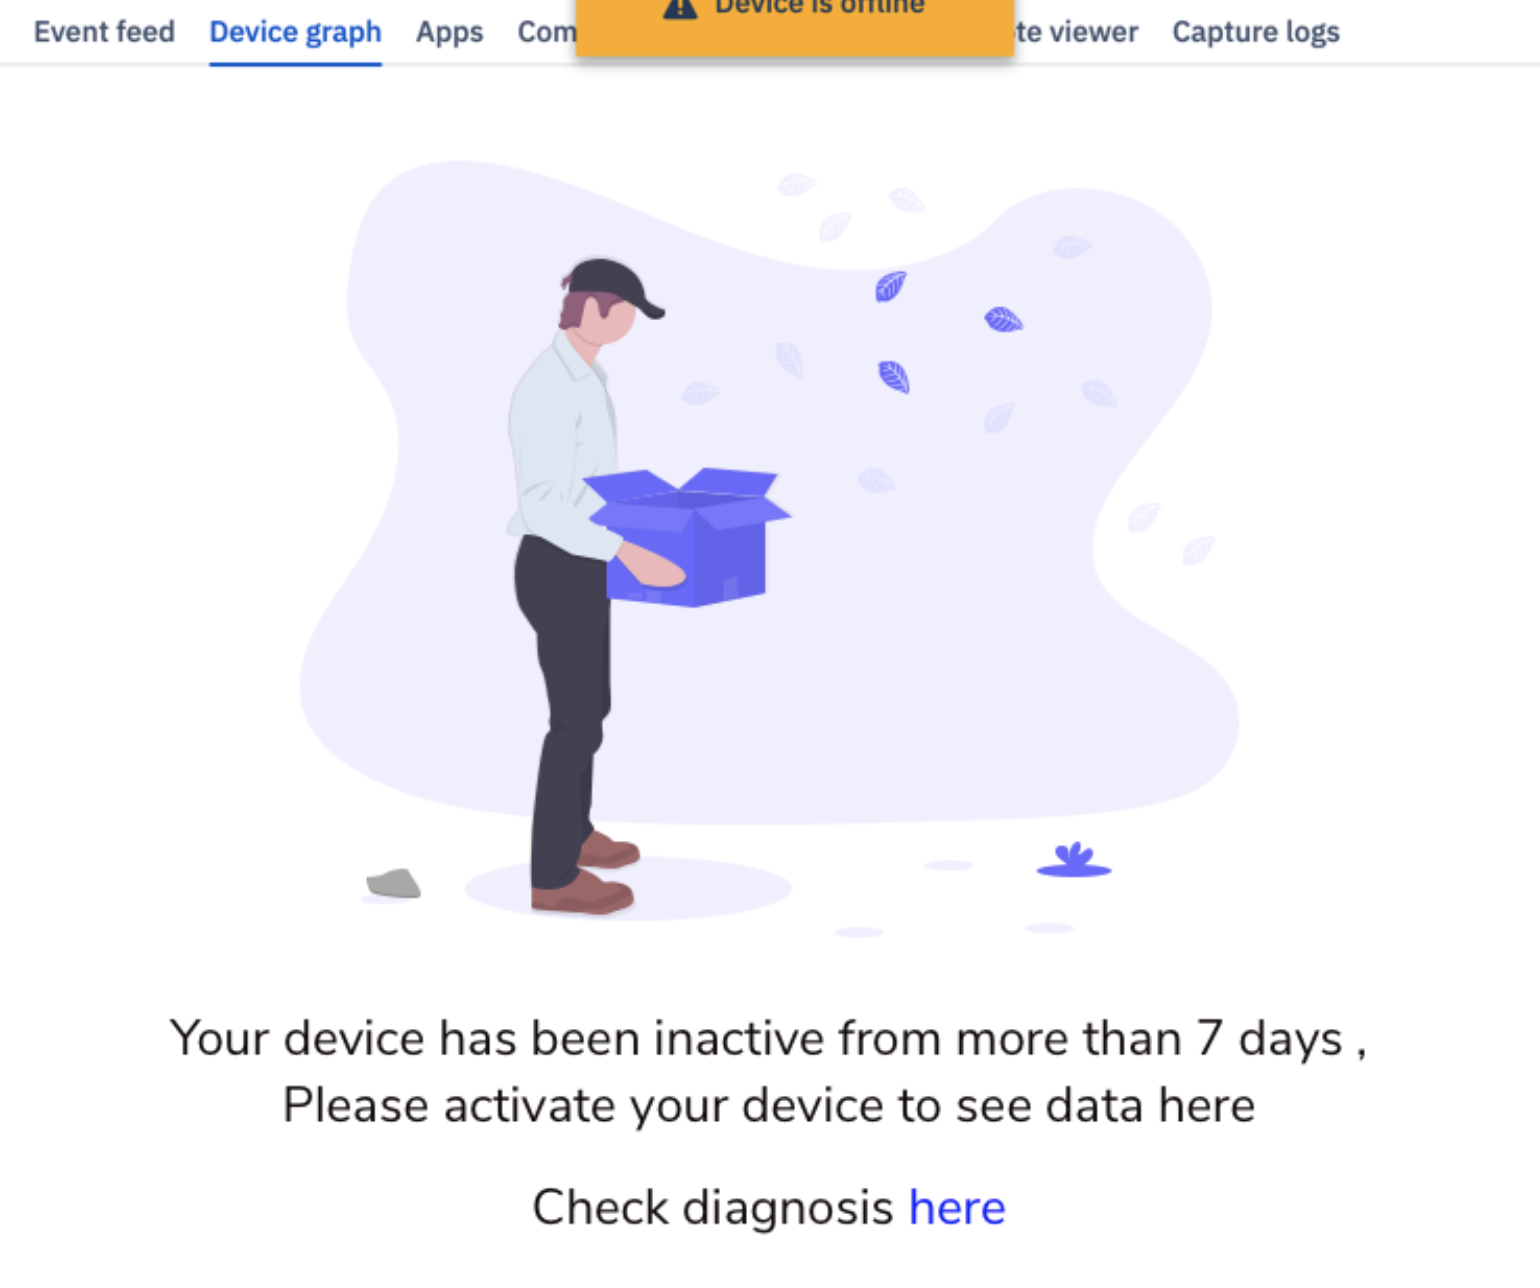 Device is offline
Event feed Device graph Apps Com te viewer Capture logs
Your device has been inactive from more than 7 days ,
Please activate your device to see data here
Check diagnosis here